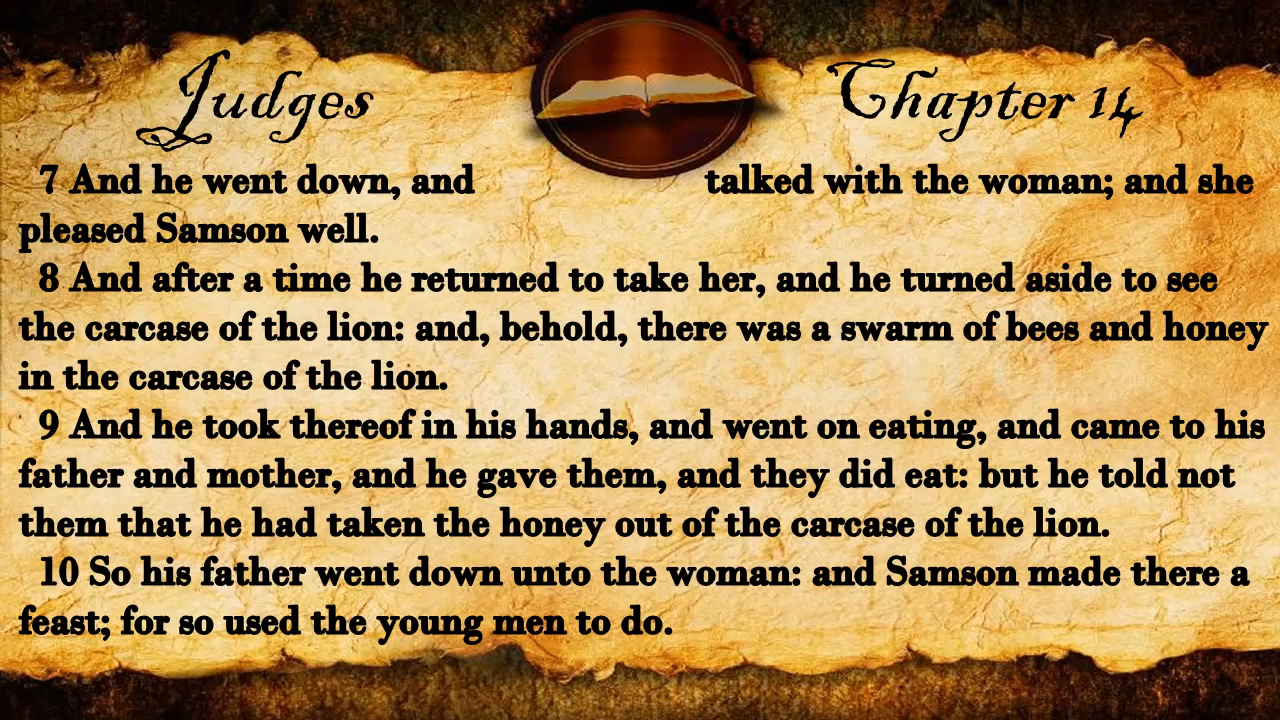 Judges Chapter 14
7 And he went down, and talked with the woman; and she
pleased Samson well.
8 And after a time he returned to take her, and he turned aside to see
the carcase of the lion: and, behold, there was a swarm of bees and honey
in the carcase of the lion.
9 And he took thereof in his hands, and went on eating, and came to his
father and mother, and he gave them, and they did eat: but he told not
them that he had taken the honey out of the carcase of the lion.
10 So his father went down unto the woman: and Samson made there a
feast; for so used the young men to do.